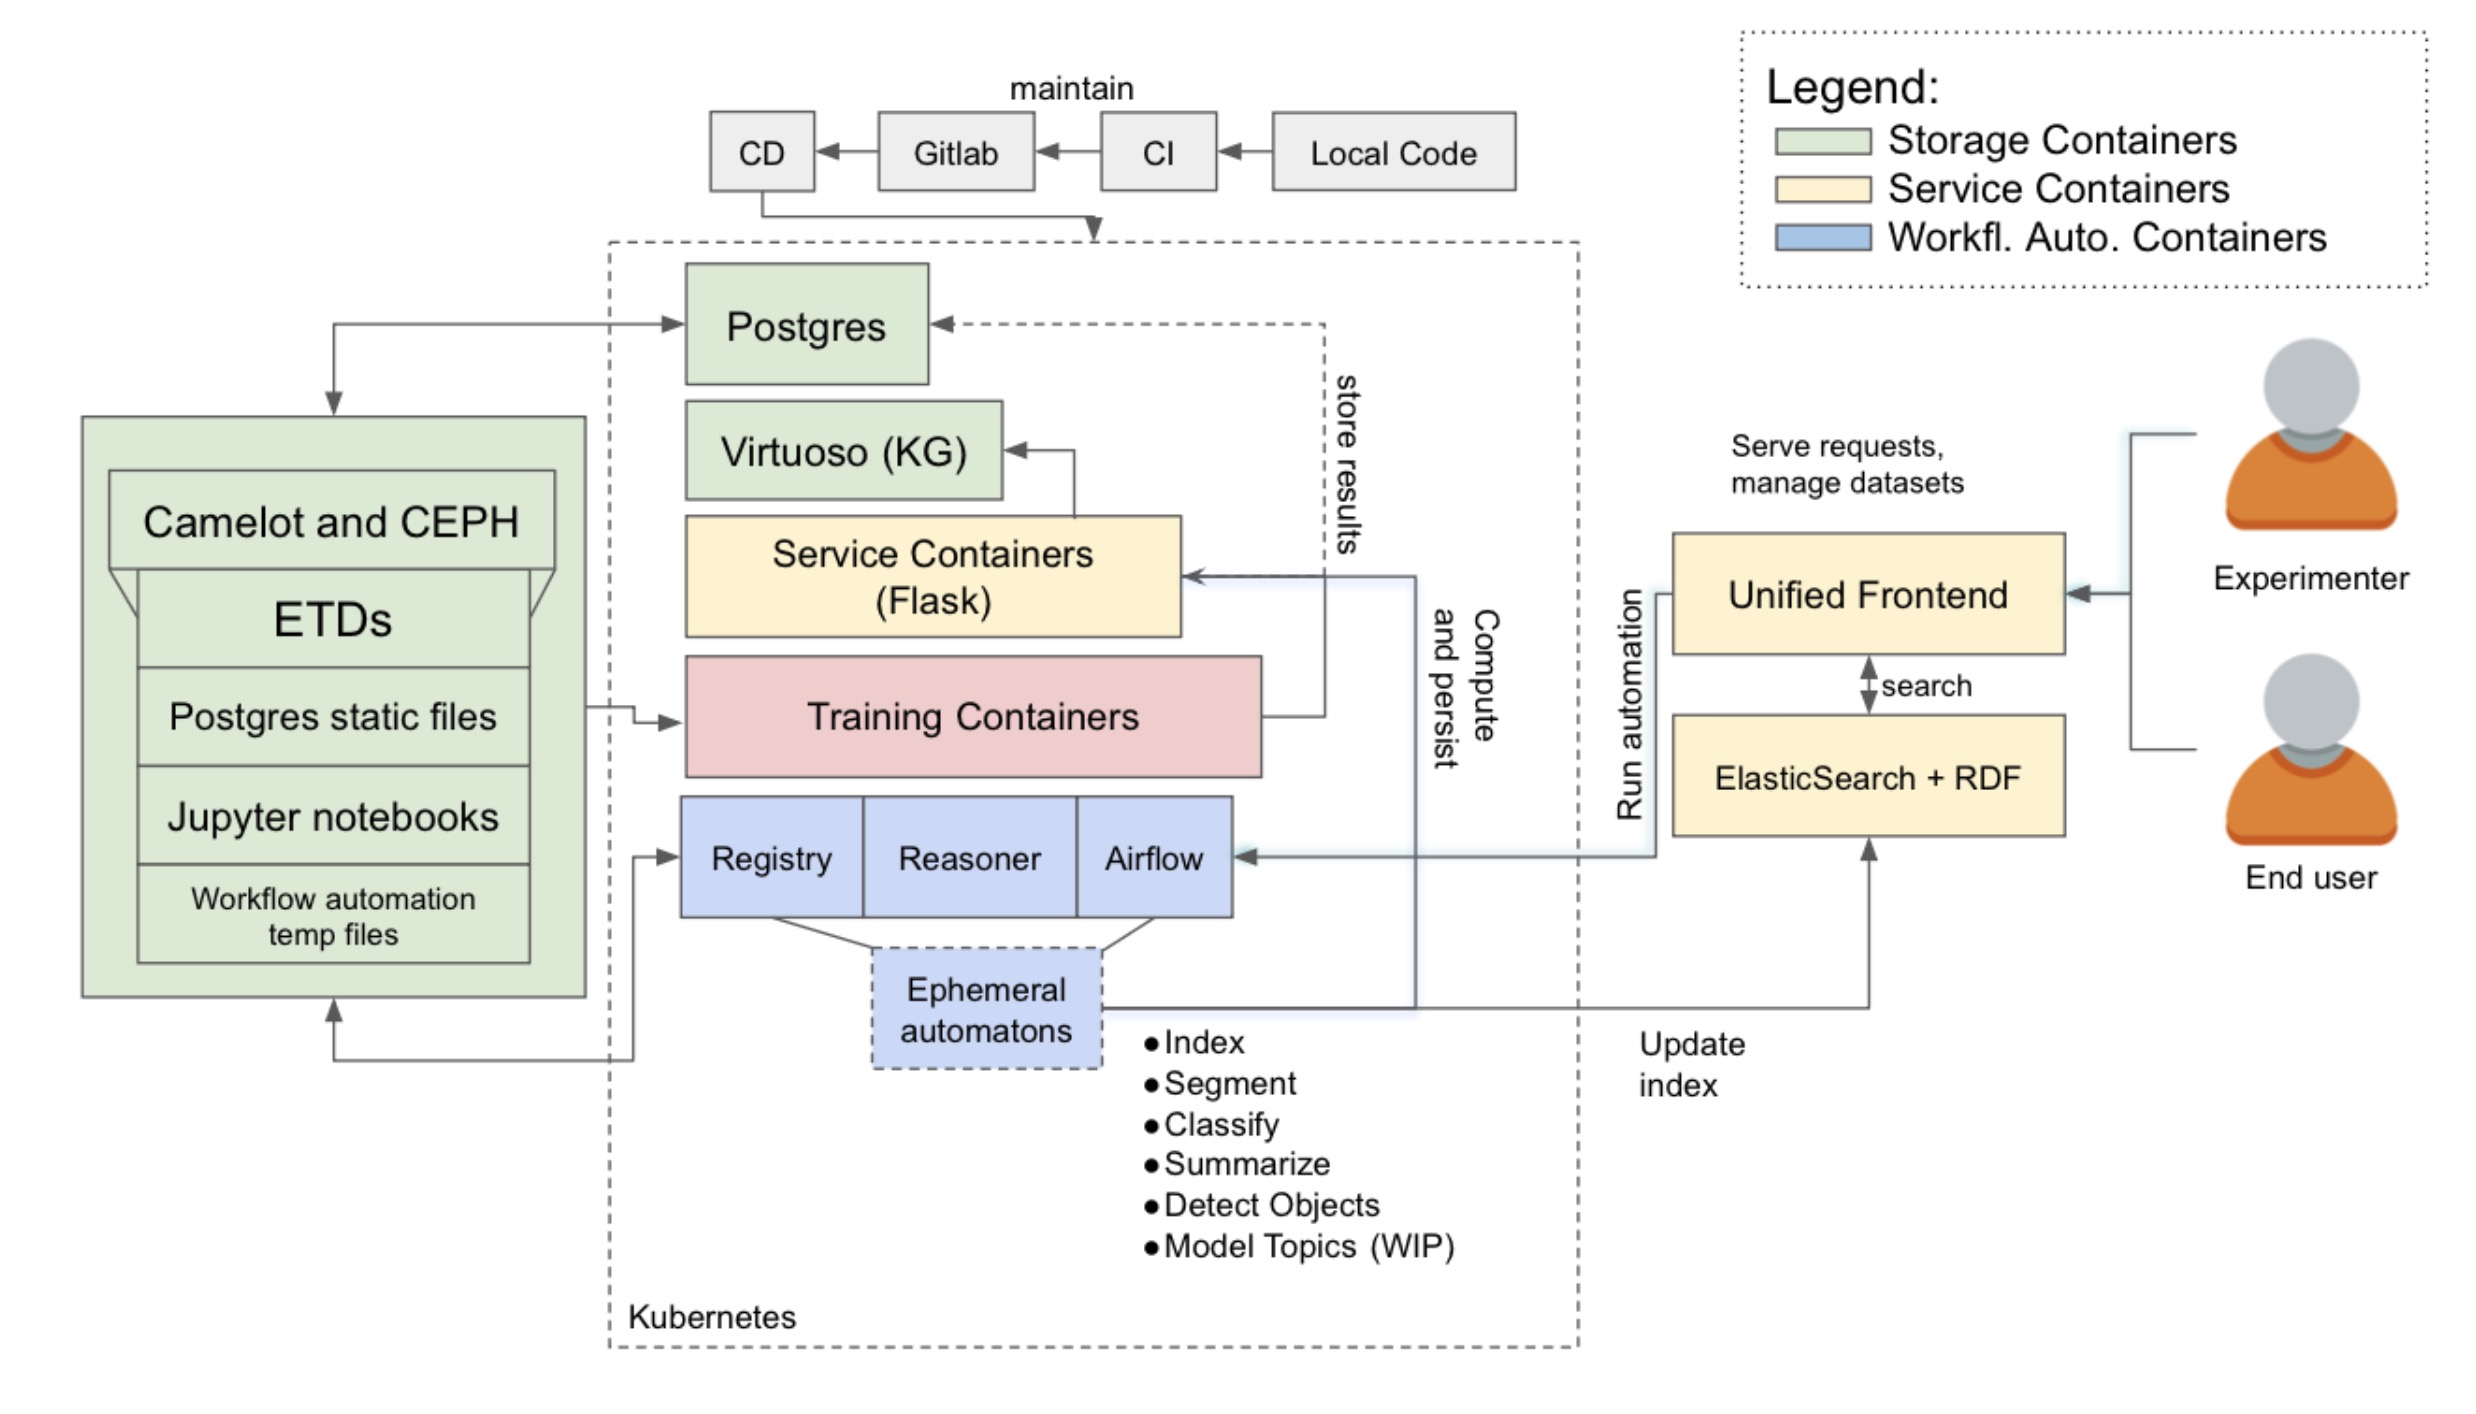 maintain
CD
Gitlab
CI
Local Code
Legend:
Storage Containers
Service Containers
Workfl. Auto. Containers
Postgres
Virtuoso (KG)
Service Containers
(Flask)
Training Containers
Registry
Reasoner
Airflow
Ephemeral
automatons
● Index
● Segment
● Classify
● Summarize
● Detect Objects
● Model Topics (WIP)
Kubernetes
Camelot and CEPH
ETDs
Postgres static files
Jupyter notebooks
Workflow automation
temp files
store results
Compute
and persist
Run automation
Serve requests,
manage datasets
Unified Frontend
search
ElasticSearch + RDF
Update
index
Experimenter
End user